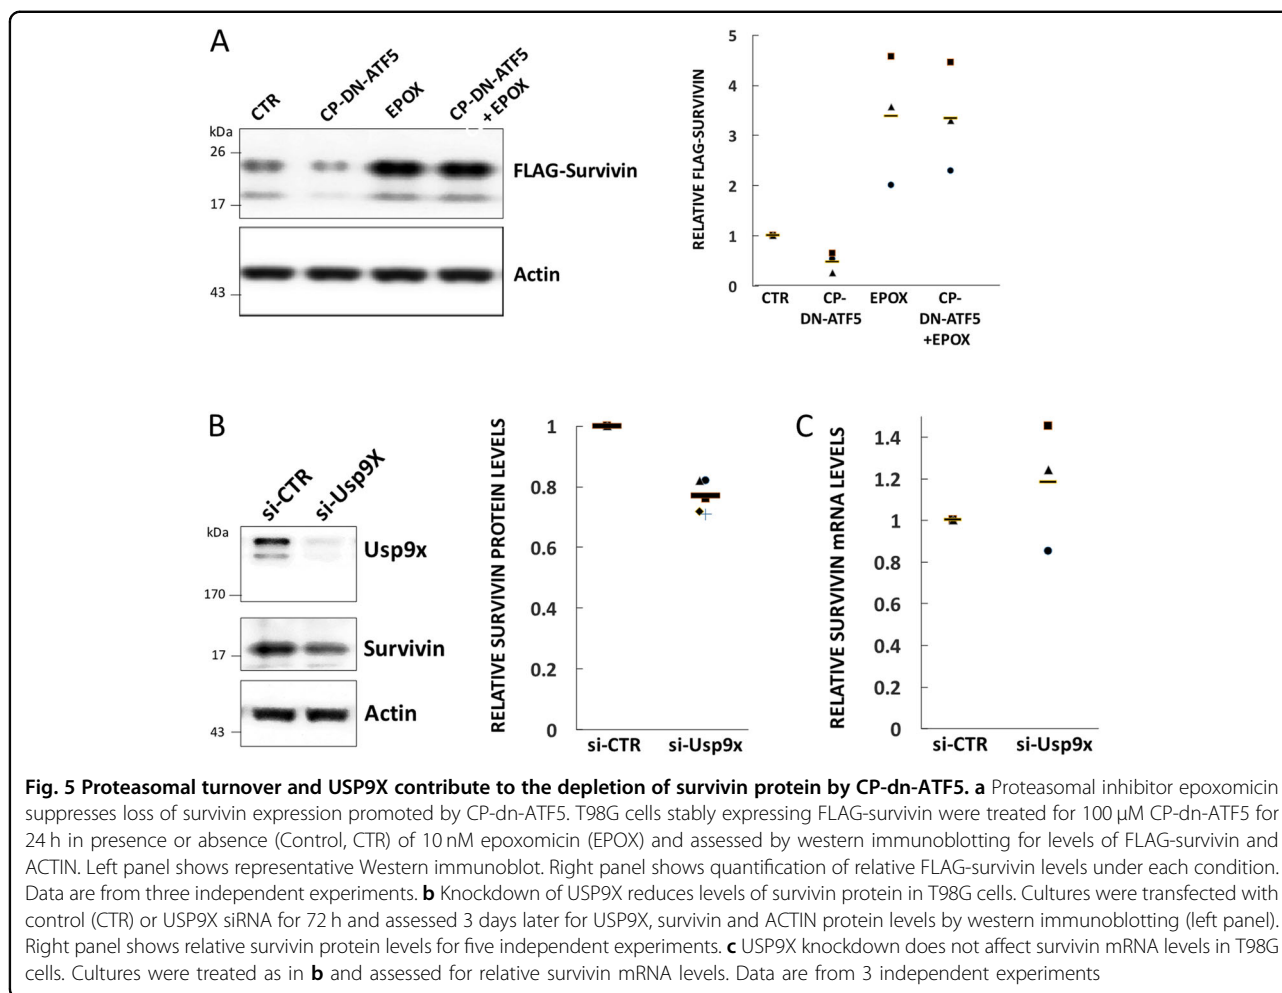 A
CTR
CP-DN-ATF5
EPOX
CP-DN-ATF5
+EPOX
kDa
26
17
FLAG-Survivin
43
Actin
RELATIVE FLAG-SURVIVIN
5
4
3
2
1
0
CTR
CP-
DN-ATF5
EPOX
CP-
DN-ATF5
+EPOX
B
si-CTR
si-Usp9X
kDa
Usp9x
170
Survivin
17
Actin
43
RELATIVE SURVIVIN PROTEIN LEVELS
1
0.8
0.6
0.4
0.2
0
si-CTR
si-Usp9x
C
RELATIVE SURVIVIN mRNA LEVELS
1.4
1.2
1
0.8
0.6
0.4
0.2
0
si-CTR
si-Usp9x
Fig. 5 Proteasomal turnover and USP9X contribute to the depletion of survivin protein by CP-dn-ATF5. a Proteasomal inhibitor epoxomicin
suppresses loss of survivin expression promoted by CP-dn-ATF5. T98G cells stably expressing FLAG-survivin were treated for 100 μM CP-dn-ATF5 for
24 h in presence or absence (Control, CTR) of 10 nM epoxomicin (EPOX) and assessed by western immunoblotting for levels of FLAG-survivin and
ACTIN. Left panel shows representative Western immunoblot. Right panel shows quantification of relative FLAG-survivin levels under each condition.
Data are from three independent experiments. b Knockdown of USP9X reduces levels of survivin protein in T98G cells. Cultures were transfected with
control (CTR) or USP9X siRNA for 72 h and assessed 3 days later for USP9X, survivin and ACTIN protein levels by western immunoblotting (left panel).
Right panel shows relative survivin protein levels for five independent experiments. c USP9X knockdown does not affect survivin mRNA levels in T98G
cells. Cultures were treated as in b and assessed for relative survivin mRNA levels. Data are from 3 independent experiments